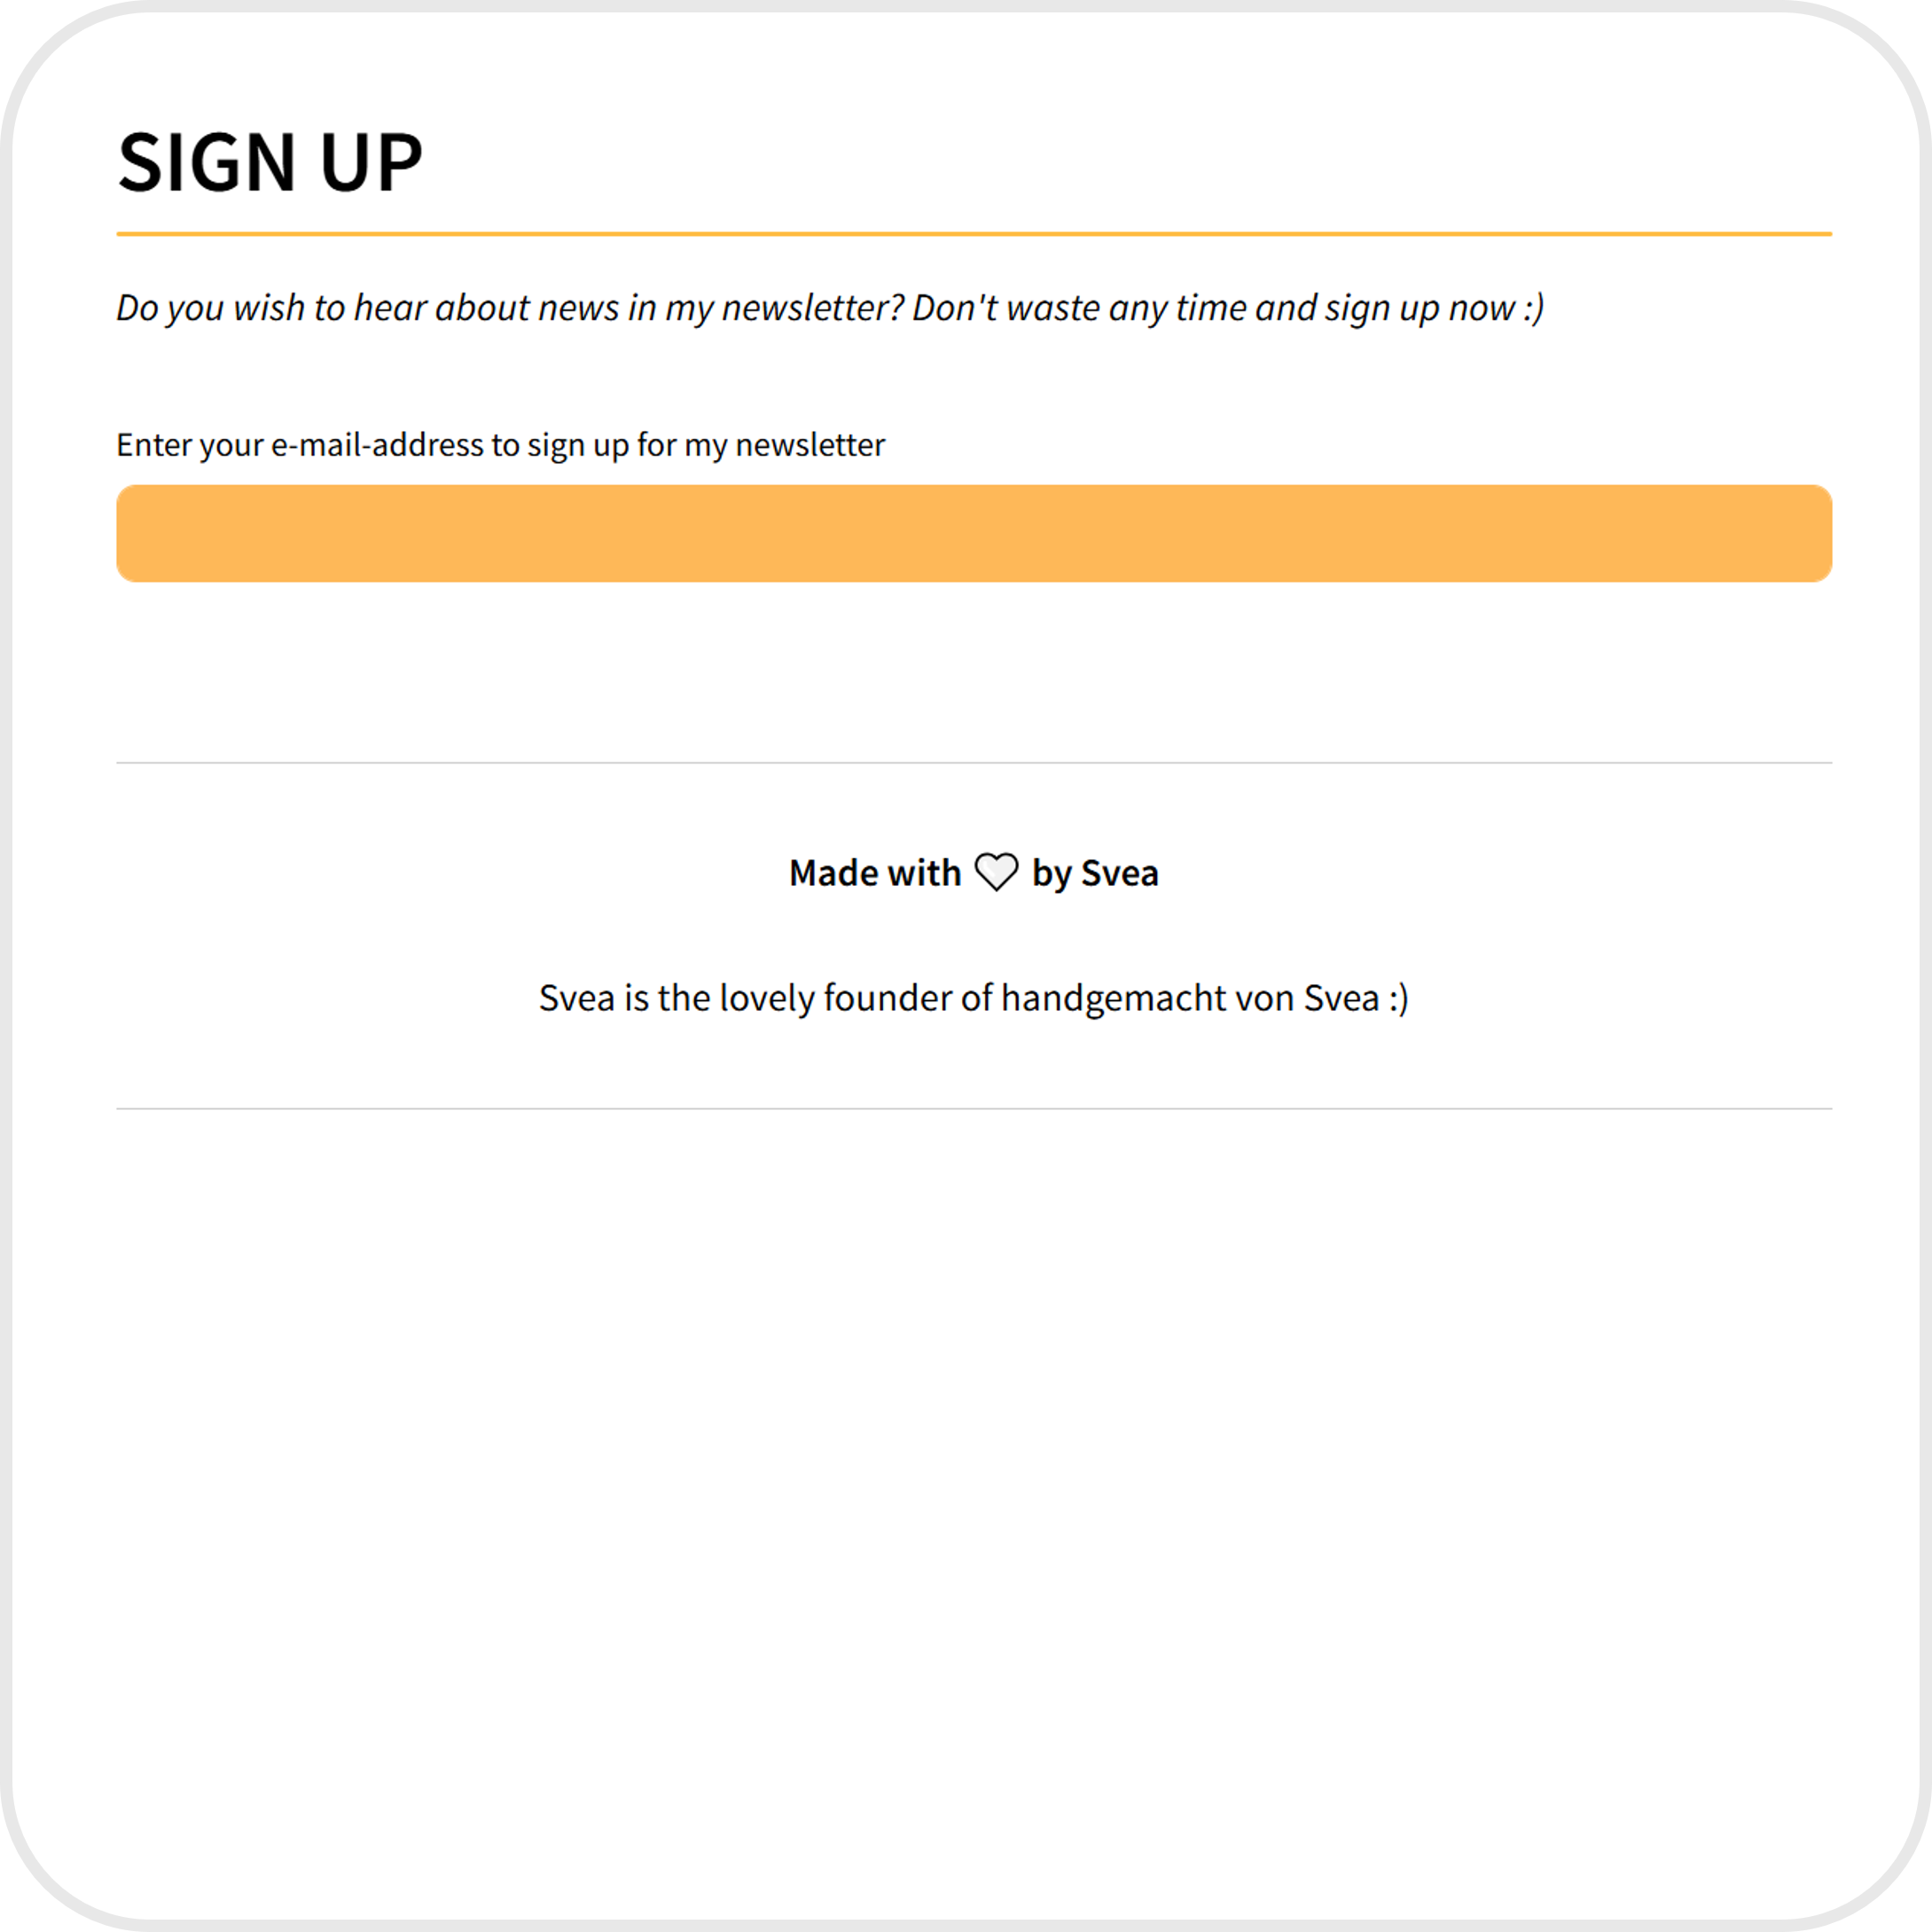 SIGN UP
Do you wish to hear about news in my newsletter? Don't waste any time and sign up now :)
Enter your e-mail-address to sign up for my newsletter
Made with ♡ by Svea
Svea is the lovely founder of handgemacht von Svea :)